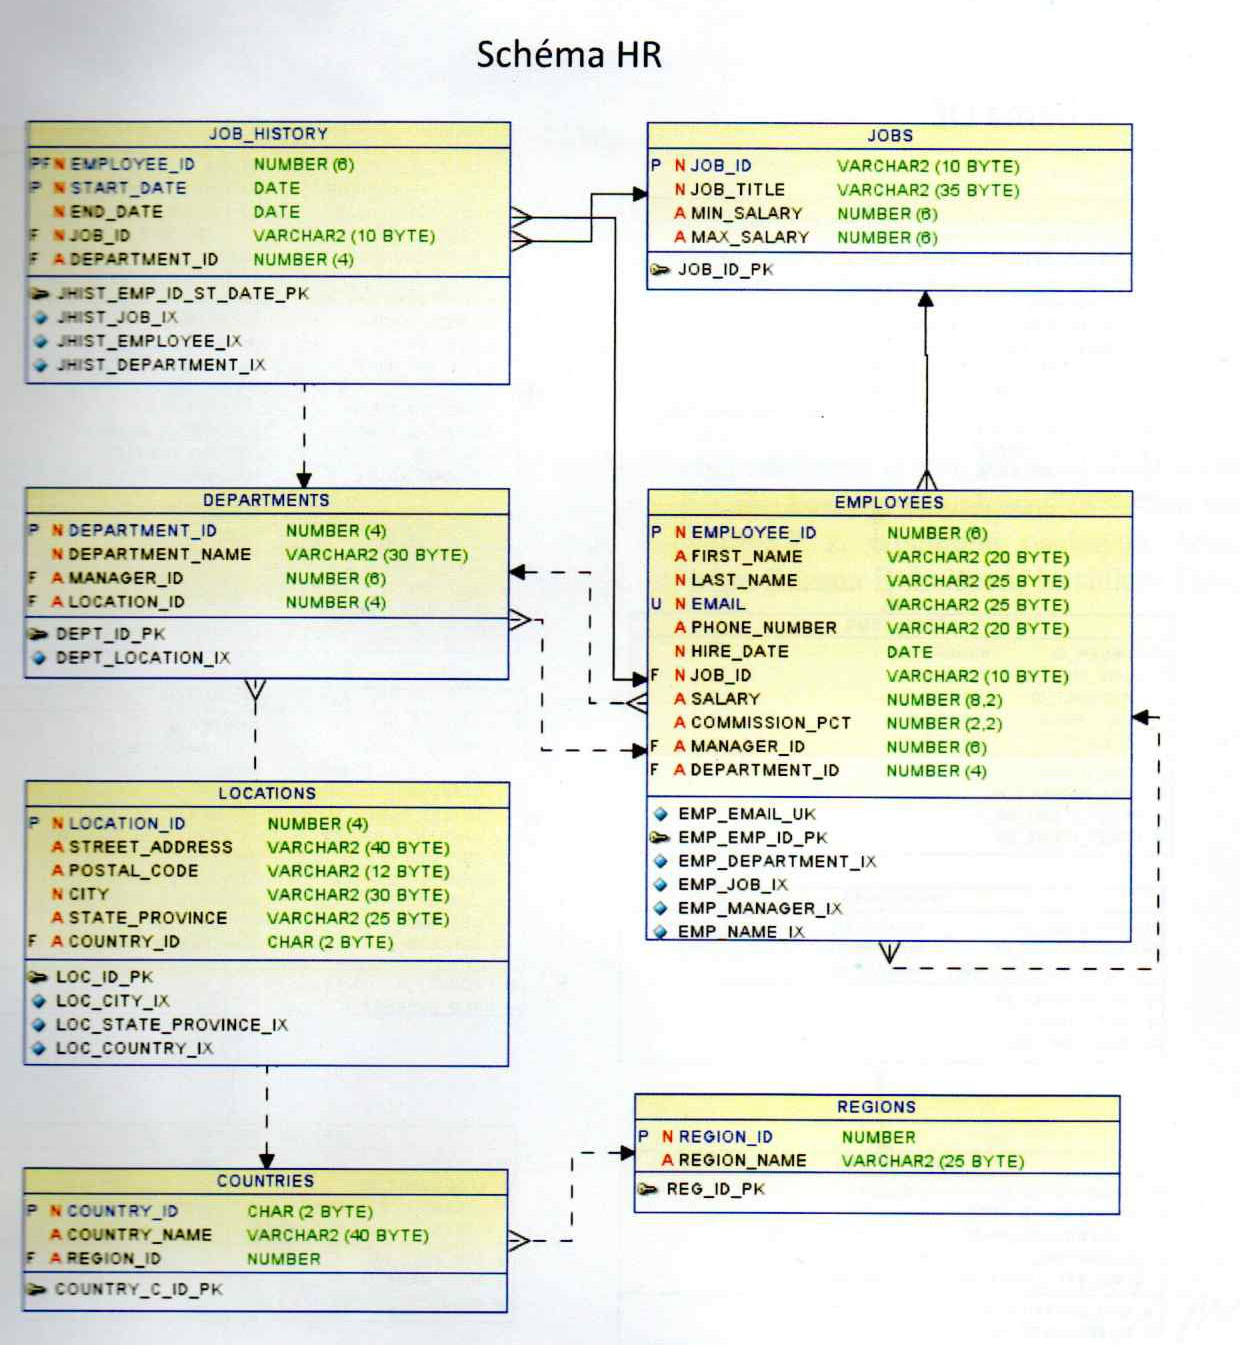 Schéma HR
JOB_HISTORY
PF N EMPLOYEE_ID NUMBER (6)
P N START_DATE DATE
N END_DATE DATE
F N JOB_ID VARCHAR2 (10 BYTE)
F A DEPARTMENT_ID NUMBER (4)
JHIST_EMP_ID_ST_DATE_PK
JHIST_JOB_IX
JHIST_EMPLOYEE_IX
JHIST_DEPARTMENT_IX
JOBS
P N JOB_ID VARCHAR2 (10 BYTE)
N JOB_TITLE VARCHAR2 (35 BYTE)
A MIN_SALARY NUMBER (6)
A MAX_SALARY NUMBER (6)
JOB_ID_PK
DEPARTMENTS
P N DEPARTMENT_ID NUMBER (4)
N DEPARTMENT_NAME VARCHAR2 (30 BYTE)
F A MANAGER_ID NUMBER (6)
F A LOCATION_ID NUMBER (4)
DEPT_ID_PK
DEPT_LOCATION_IX
EMPLOYEES
P N EMPLOYEE_ID NUMBER (6)
A FIRST_NAME VARCHAR2 (20 BYTE)
N LAST_NAME VARCHAR2 (25 BYTE)
U N EMAIL VARCHAR2 (25 BYTE)
A PHONE_NUMBER VARCHAR2 (20 BYTE)
N HIRE_DATE DATE
F N JOB_ID VARCHAR2 (10 BYTE)
A SALARY NUMBER (8,2)
A COMMISSION_PCT NUMBER (2,2)
F A MANAGER_ID NUMBER (6)
F A DEPARTMENT_ID NUMBER (4)
EMP_EMAIL_UK
EMP_EMP_ID_PK
EMP_DEPARTMENT_IX
EMP_JOB_IX
EMP_MANAGER_IX
EMP_NAME_IX
LOCATIONS
P N LOCATION_ID NUMBER (4)
A STREET_ADDRESS VARCHAR2 (40 BYTE)
A POSTAL_CODE VARCHAR2 (12 BYTE)
N CITY VARCHAR2 (30 BYTE)
A STATE_PROVINCE VARCHAR2 (25 BYTE)
F A COUNTRY_ID CHAR (2 BYTE)
LOC_ID_PK
LOC_CITY_IX
LOC_STATE_PROVINCE_IX
LOC_COUNTRY_IX
REGIONS
P N REGION_ID NUMBER
A REGION_NAME VARCHAR2 (25 BYTE)
REG_ID_PK
COUNTRIES
P N COUNTRY_ID CHAR (2 BYTE)
A COUNTRY_NAME VARCHAR2 (40 BYTE)
F A REGION_ID NUMBER
COUNTRY_C_ID_PK